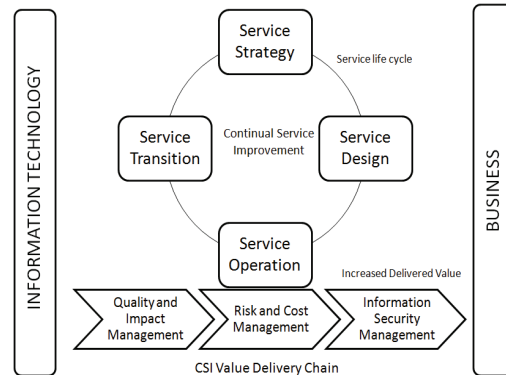 INFORMATION TECHNOLOGY
Service
Strategy
Service life cycle
Service
Transition
Continual Service
Improvement
Service
Design
Service
Operation
Increased Delivered Value
Quality and
Impact
Management
Risk and Cost
Management
Information
Security
Management
CSI Value Delivery Chain
BUSINESS